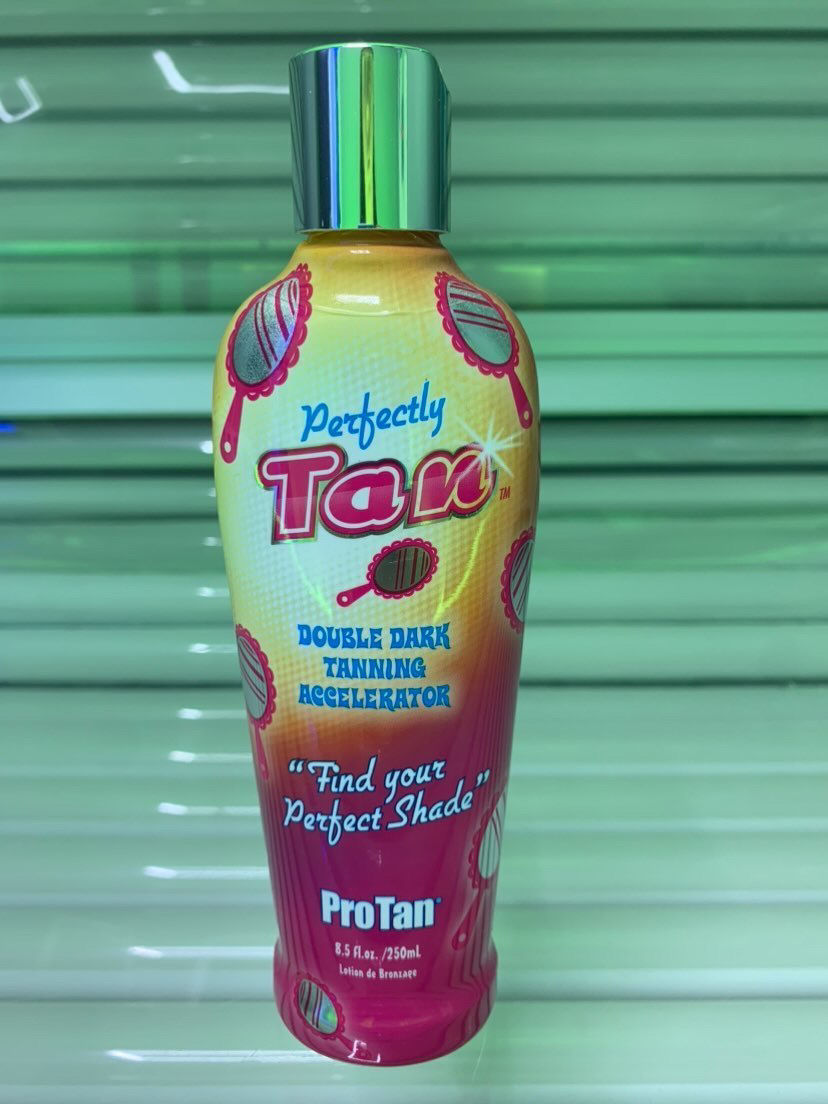 Perfectly
Tan™
DOUBLE DARK
TANNING
ACCELERATOR
“Find your
Perfect Shade”
ProTan®
8.5 fl.oz. /250mL
Lotion de Bronzage